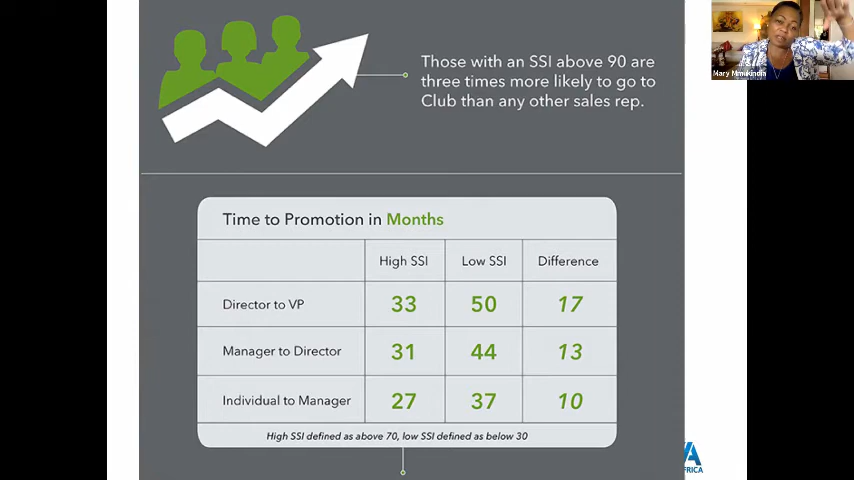 Those with an SSI above 90 are
three times more likely to go to
Club than any other sales rep.
Mary Mmukindia
Time to Promotion in Months
High SSI Low SSI Difference
Director to VP 33 50 17
Manager to Director 31 44 13
Individual to Manager 27 37 10
High SSI defined as above 70, low SSI defined as below 30
VA
FRICA